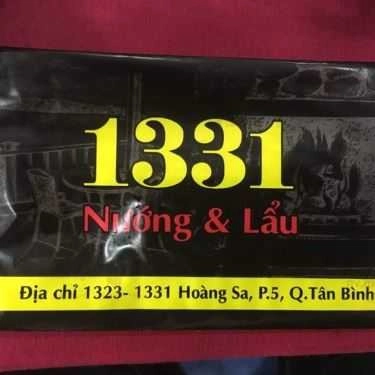 1331
Nướng & Lẩu
Địa chỉ 1323- 1331 Hoàng Sa, P.5, Q.Tân Bình